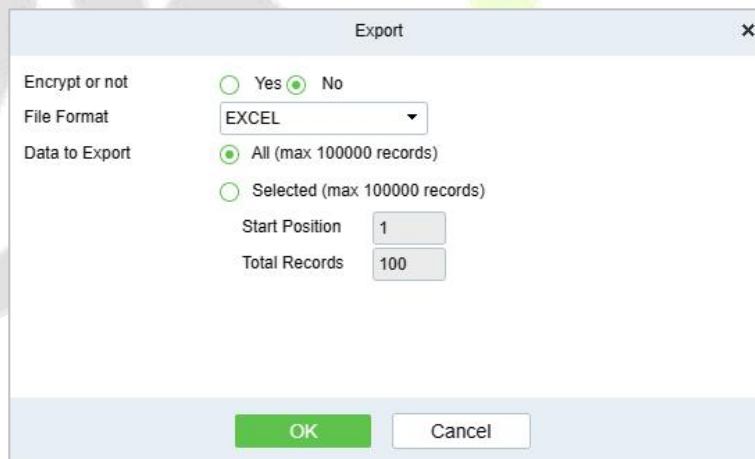 Export
Encrypt or not Yes No
File Format EXCEL
Data to Export All (max 100000 records)
Selected (max 100000 records)
Start Position 1
Total Records 100
OK Cancel